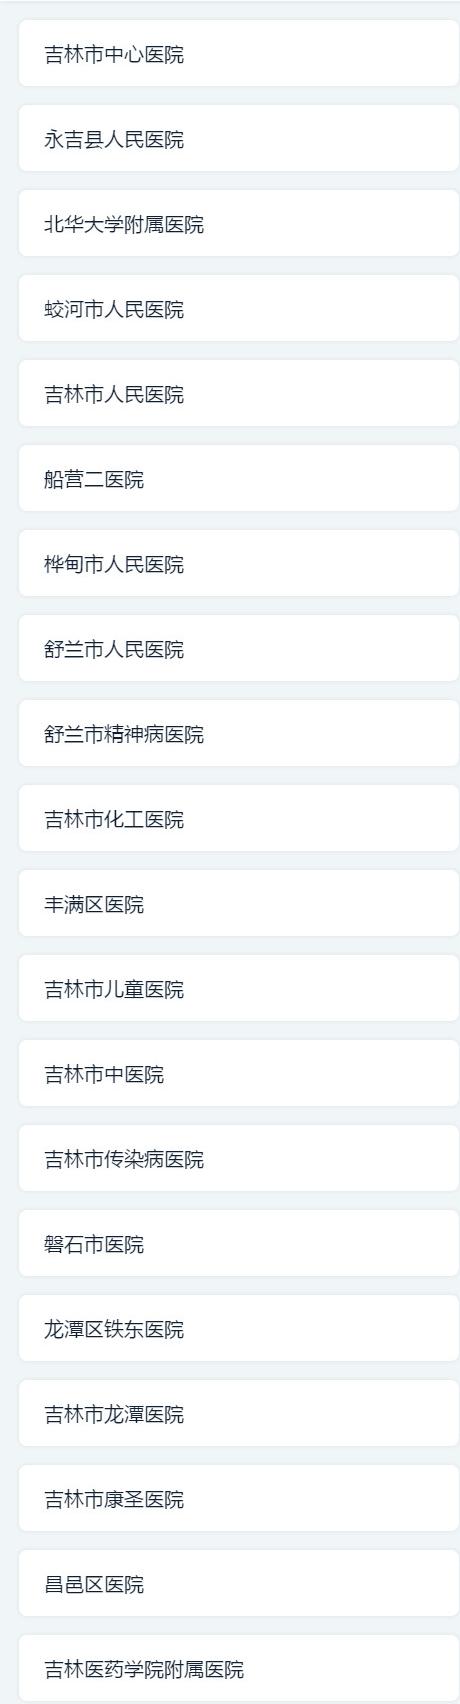 吉林市中心医院
永吉县人民医院
北华大学附属医院
蛟河市人民医院
吉林市人民医院
船营二医院
桦甸市人民医院
舒兰市人民医院
舒兰市精神病医院
吉林市化工医院
丰满区医院
吉林市儿童医院
吉林市中医院
吉林市传染病医院
磐石市医院
龙潭区铁东医院
吉林市龙潭医院
吉林市康圣医院
昌邑区医院
吉林医药学院附属医院